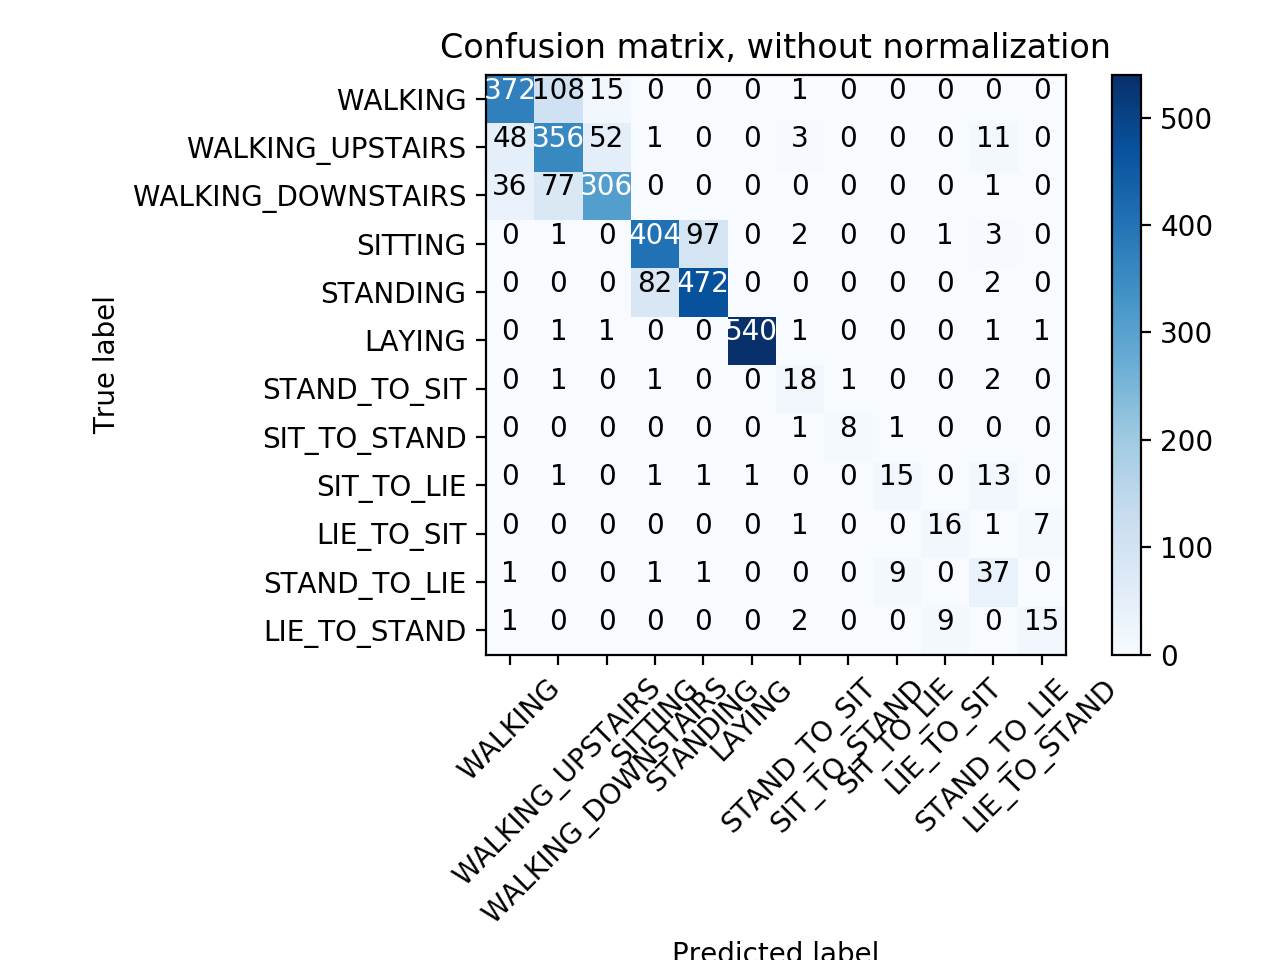 Confusion matrix, without normalization
WALKING 372 108 15 0 0 0 1 0 0 0 0 0
WALKING_UPSTAIRS 48 356 52 1 0 0 3 0 0 0 11 0
WALKING_DOWNSTAIRS 36 77 306 0 0 0 0 0 0 0 1 0
SITTING 0 1 0 404 97 0 2 0 0 1 3 0
STANDING 0 0 0 82 472 0 0 0 0 0 2 0
LAYING 0 1 1 0 0 540 1 0 0 0 1 1
STAND_TO_SIT 0 1 0 1 0 0 18 1 0 0 2 0
SIT_TO_STAND 0 0 0 0 0 0 1 8 1 0 0 0
SIT_TO_LIE 0 1 0 1 1 1 0 0 15 0 13 0
LIE_TO_SIT 0 0 0 0 0 0 1 0 0 16 1 7
STAND_TO_LIE 1 0 0 1 1 0 0 0 9 0 37 0
LIE_TO_STAND 1 0 0 0 0 0 2 0 0 9 0 15
True label
WALKING
WALKING_UPSTAIRS
WALKING_DOWNSTAIRS
SITTING
STANDING
LAYING
STAND_TO_SIT
SIT_TO_STAND
SIT_TO_LIE
LIE_TO_SIT
STAND_TO_LIE
LIE_TO_STAND
Predicted label
500
400
300
200
100
0